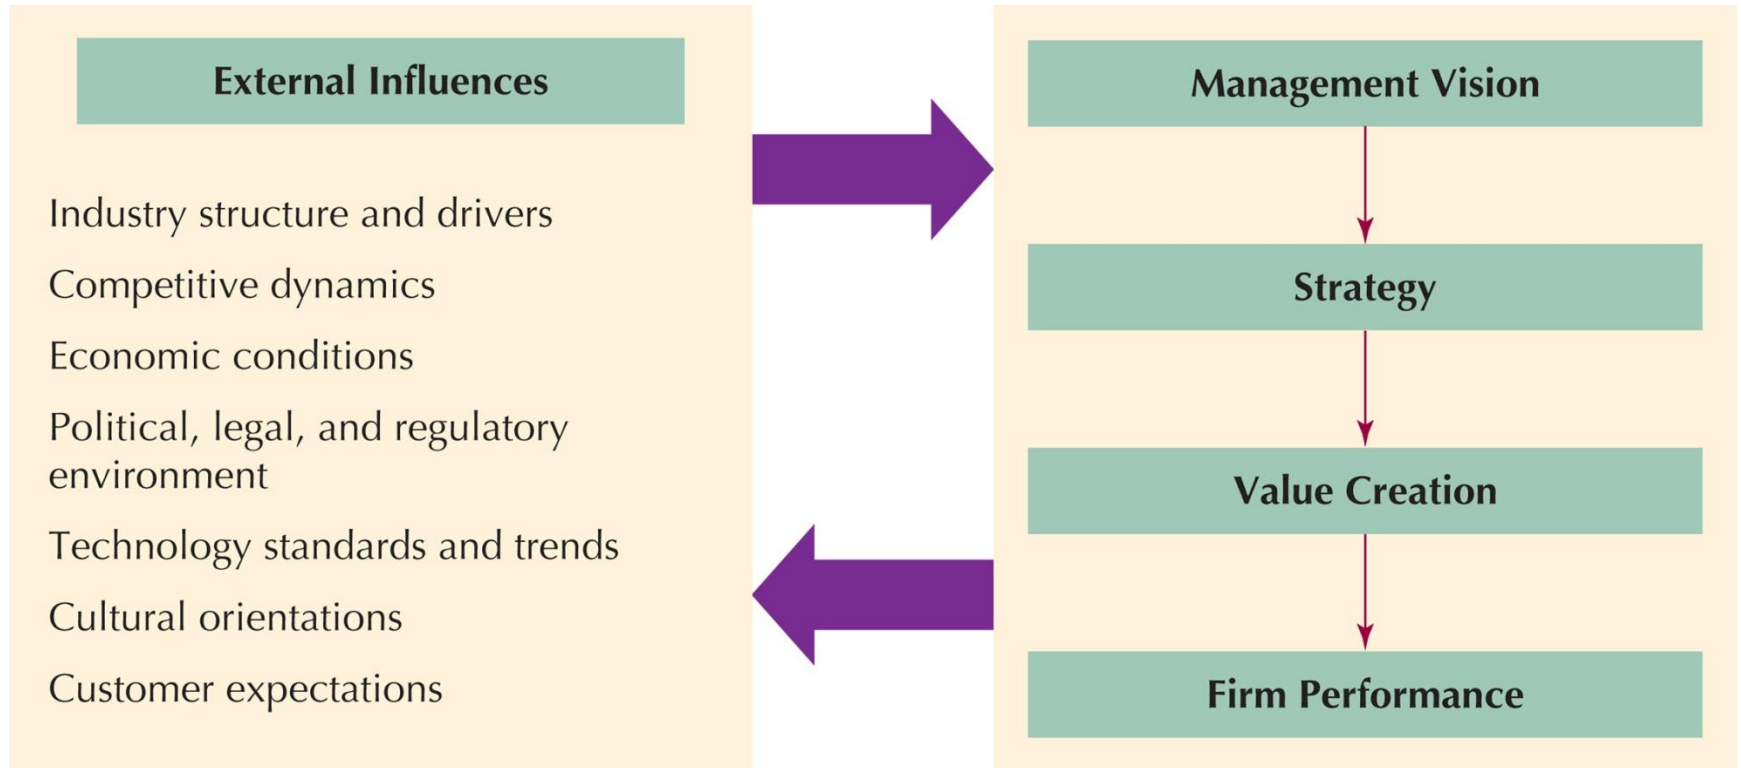 External Influences
Industry structure and drivers
Competitive dynamics
Economic conditions
Political, legal, and regulatory
environment
Technology standards and trends
Cultural orientations
Customer expectations
Management Vision
Strategy
Value Creation
Firm Performance